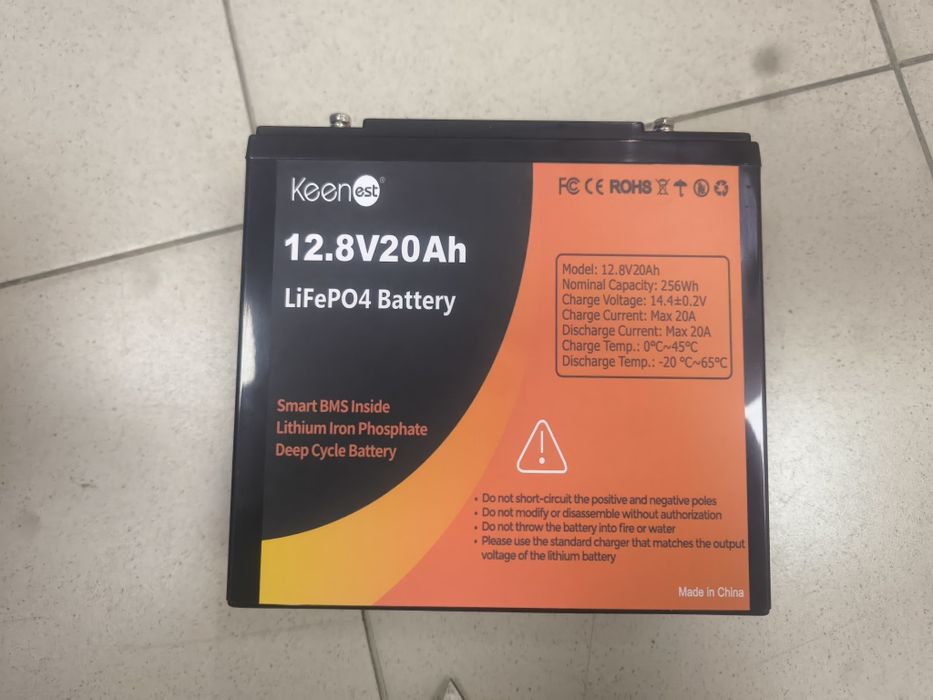 Keenest®
12.8V20Ah
LiFePO4 Battery
Smart BMS Inside
Lithium Iron Phosphate
Deep Cycle Battery
FC CE ROHS
Model: 12.8V20Ah
Nominal Capacity: 256Wh
Charge Voltage: 14.4±0.2V
Charge Current: Max 20A
Discharge Current: Max 20A
Charge Temp.: 0℃~45℃
Discharge Temp.: -20 ℃~65℃
• Do not short-circuit the positive and negative poles
• Do not modify or disassemble without authorization
• Do not throw the battery into fire or water
• Please use the standard charger that matches the output
voltage of the lithium battery
Made in China